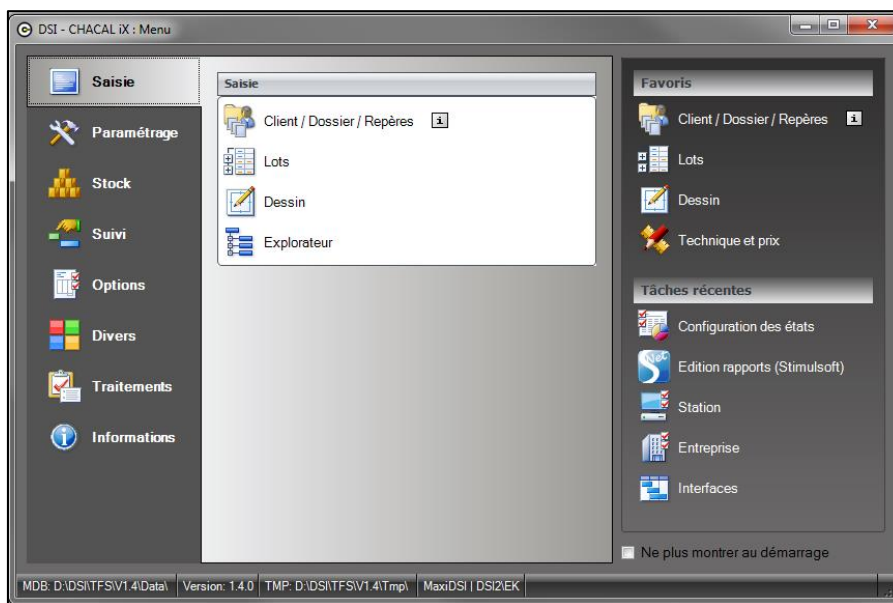 DSI - CHACAL iX : Menu
Saisie
Paramétrage
Stock
Suivi
Options
Divers
Traitements
Informations
Saisie
Client / Dossier / Repères
Lots
Dessin
Explorateur
Favoris
Client / Dossier / Repères
Lots
Dessin
Technique et prix
Tâches récentes
Configuration des états
Net
Edition rapports (Stimulsoft)
Station
Entreprise
Interfaces
Ne plus montrer au démarrage
MDB: D:\DSI\TFS\V1.4\Data\ Version: 1.4.0 TMP: D:\DSI\TFS\V1.4\Tmp\ MaxiDSI | DSI2\EK